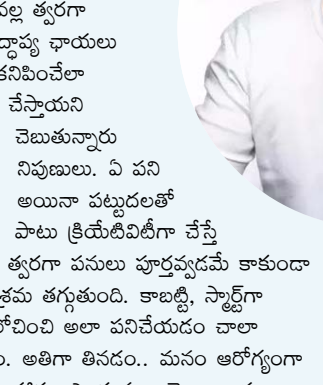 వల్ల త్వరగా
ద్ధాప్య ఛాయలు
కనిపించేలా
చేస్తాయని
చెబుతున్నారు
నిపుణులు. ఏ పని
అయినా పట్టుదలతో
పాటు క్రియేటివిటీగా చేస్తే
త్వరగా పనులు పూర్తవ్వడమే కాకుండా
శ్రమ తగ్గుతుంది. కాబట్టి, స్మార్ట్‌గా
లోచించి అలా పనిచేయడం చాలా
అతిగా తినడం.. మనం ఆరోగ్యంగా